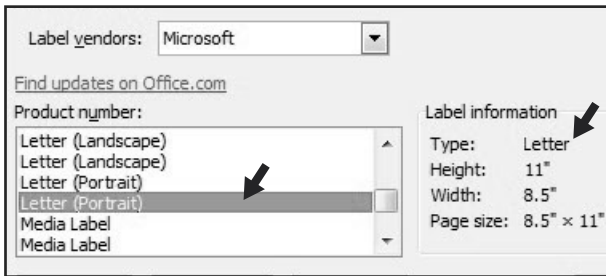 Label vendors: Microsoft
Find updates on Office.com
Product number:
Letter (Landscape)
Letter (Landscape)
Letter (Portrait)
Letter (Portrait)
Media Label
Media Label
Label information
Type: Letter
Height: 11"
Width: 8.5"
Page size: 8.5" × 11"